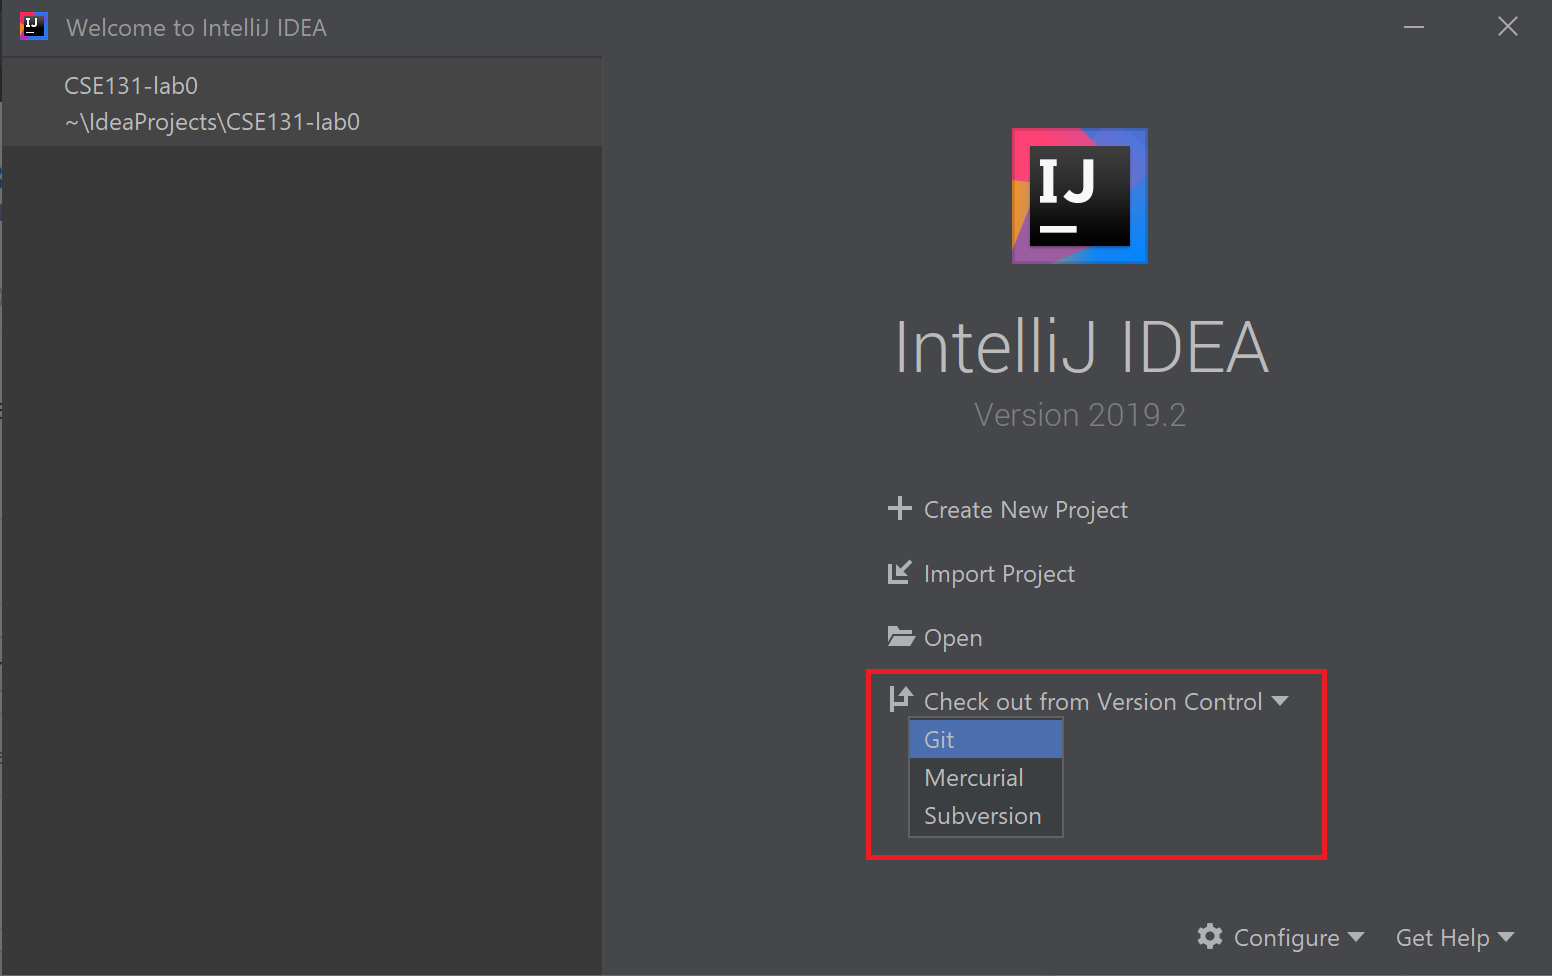 Welcome to IntelliJ IDEA
CSE131-lab0
~\IdeaProjects\CSE131-lab0
IJ
IntelliJ IDEA
Version 2019.2
Create New Project
Import Project
Open
Check out from Version Control
Git
Mercurial
Subversion
Configure
Get Help